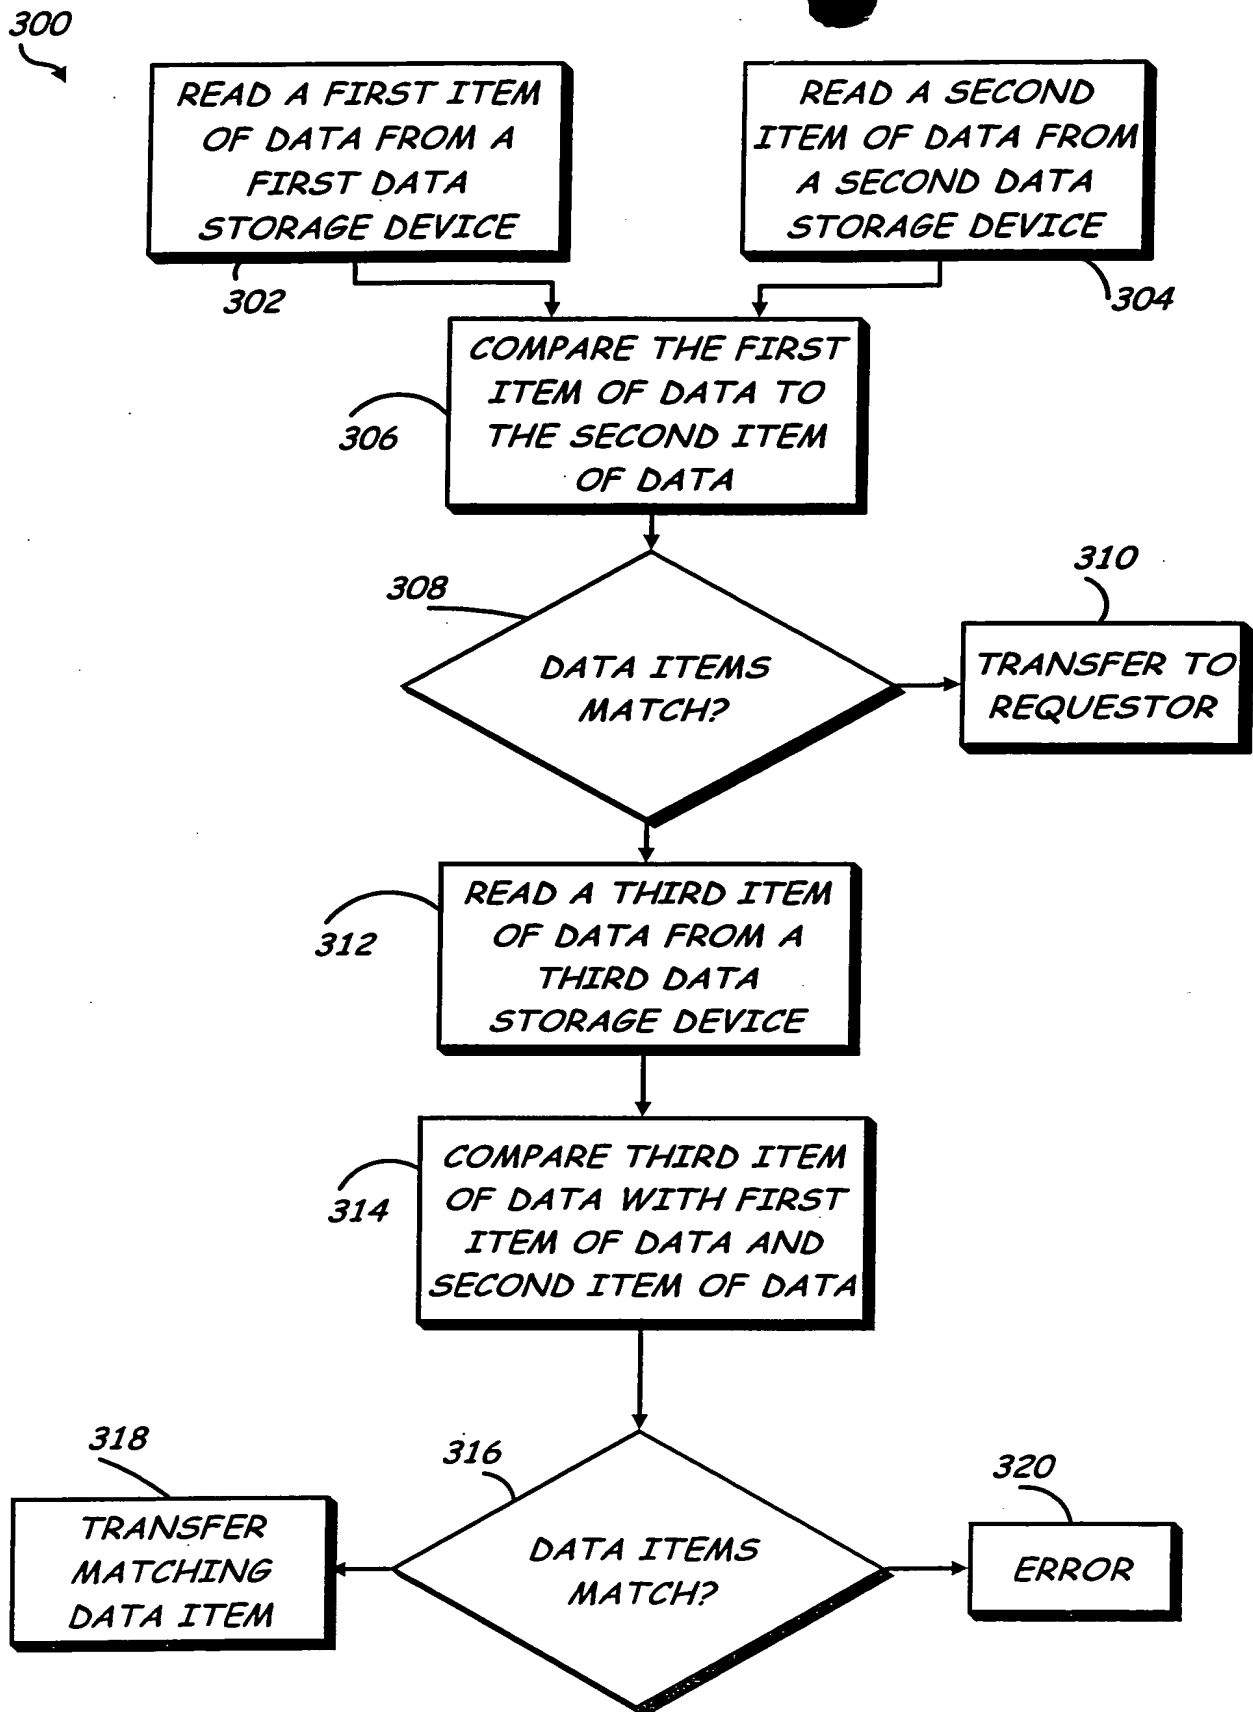 300
READ A FIRST ITEM
OF DATA FROM A
FIRST DATA
STORAGE DEVICE
302
READ A SECOND
ITEM OF DATA FROM
A SECOND DATA
STORAGE DEVICE
304
COMPARE THE FIRST
ITEM OF DATA TO
THE SECOND ITEM
OF DATA
306
308
DATA ITEMS
MATCH?
310
TRANSFER TO
REQUESTOR
READ A THIRD ITEM
OF DATA FROM A
THIRD DATA
STORAGE DEVICE
312
COMPARE THIRD ITEM
OF DATA WITH FIRST
ITEM OF DATA AND
SECOND ITEM OF DATA
314
318
TRANSFER
MATCHING
DATA ITEM
316
DATA ITEMS
MATCH?
320
ERROR